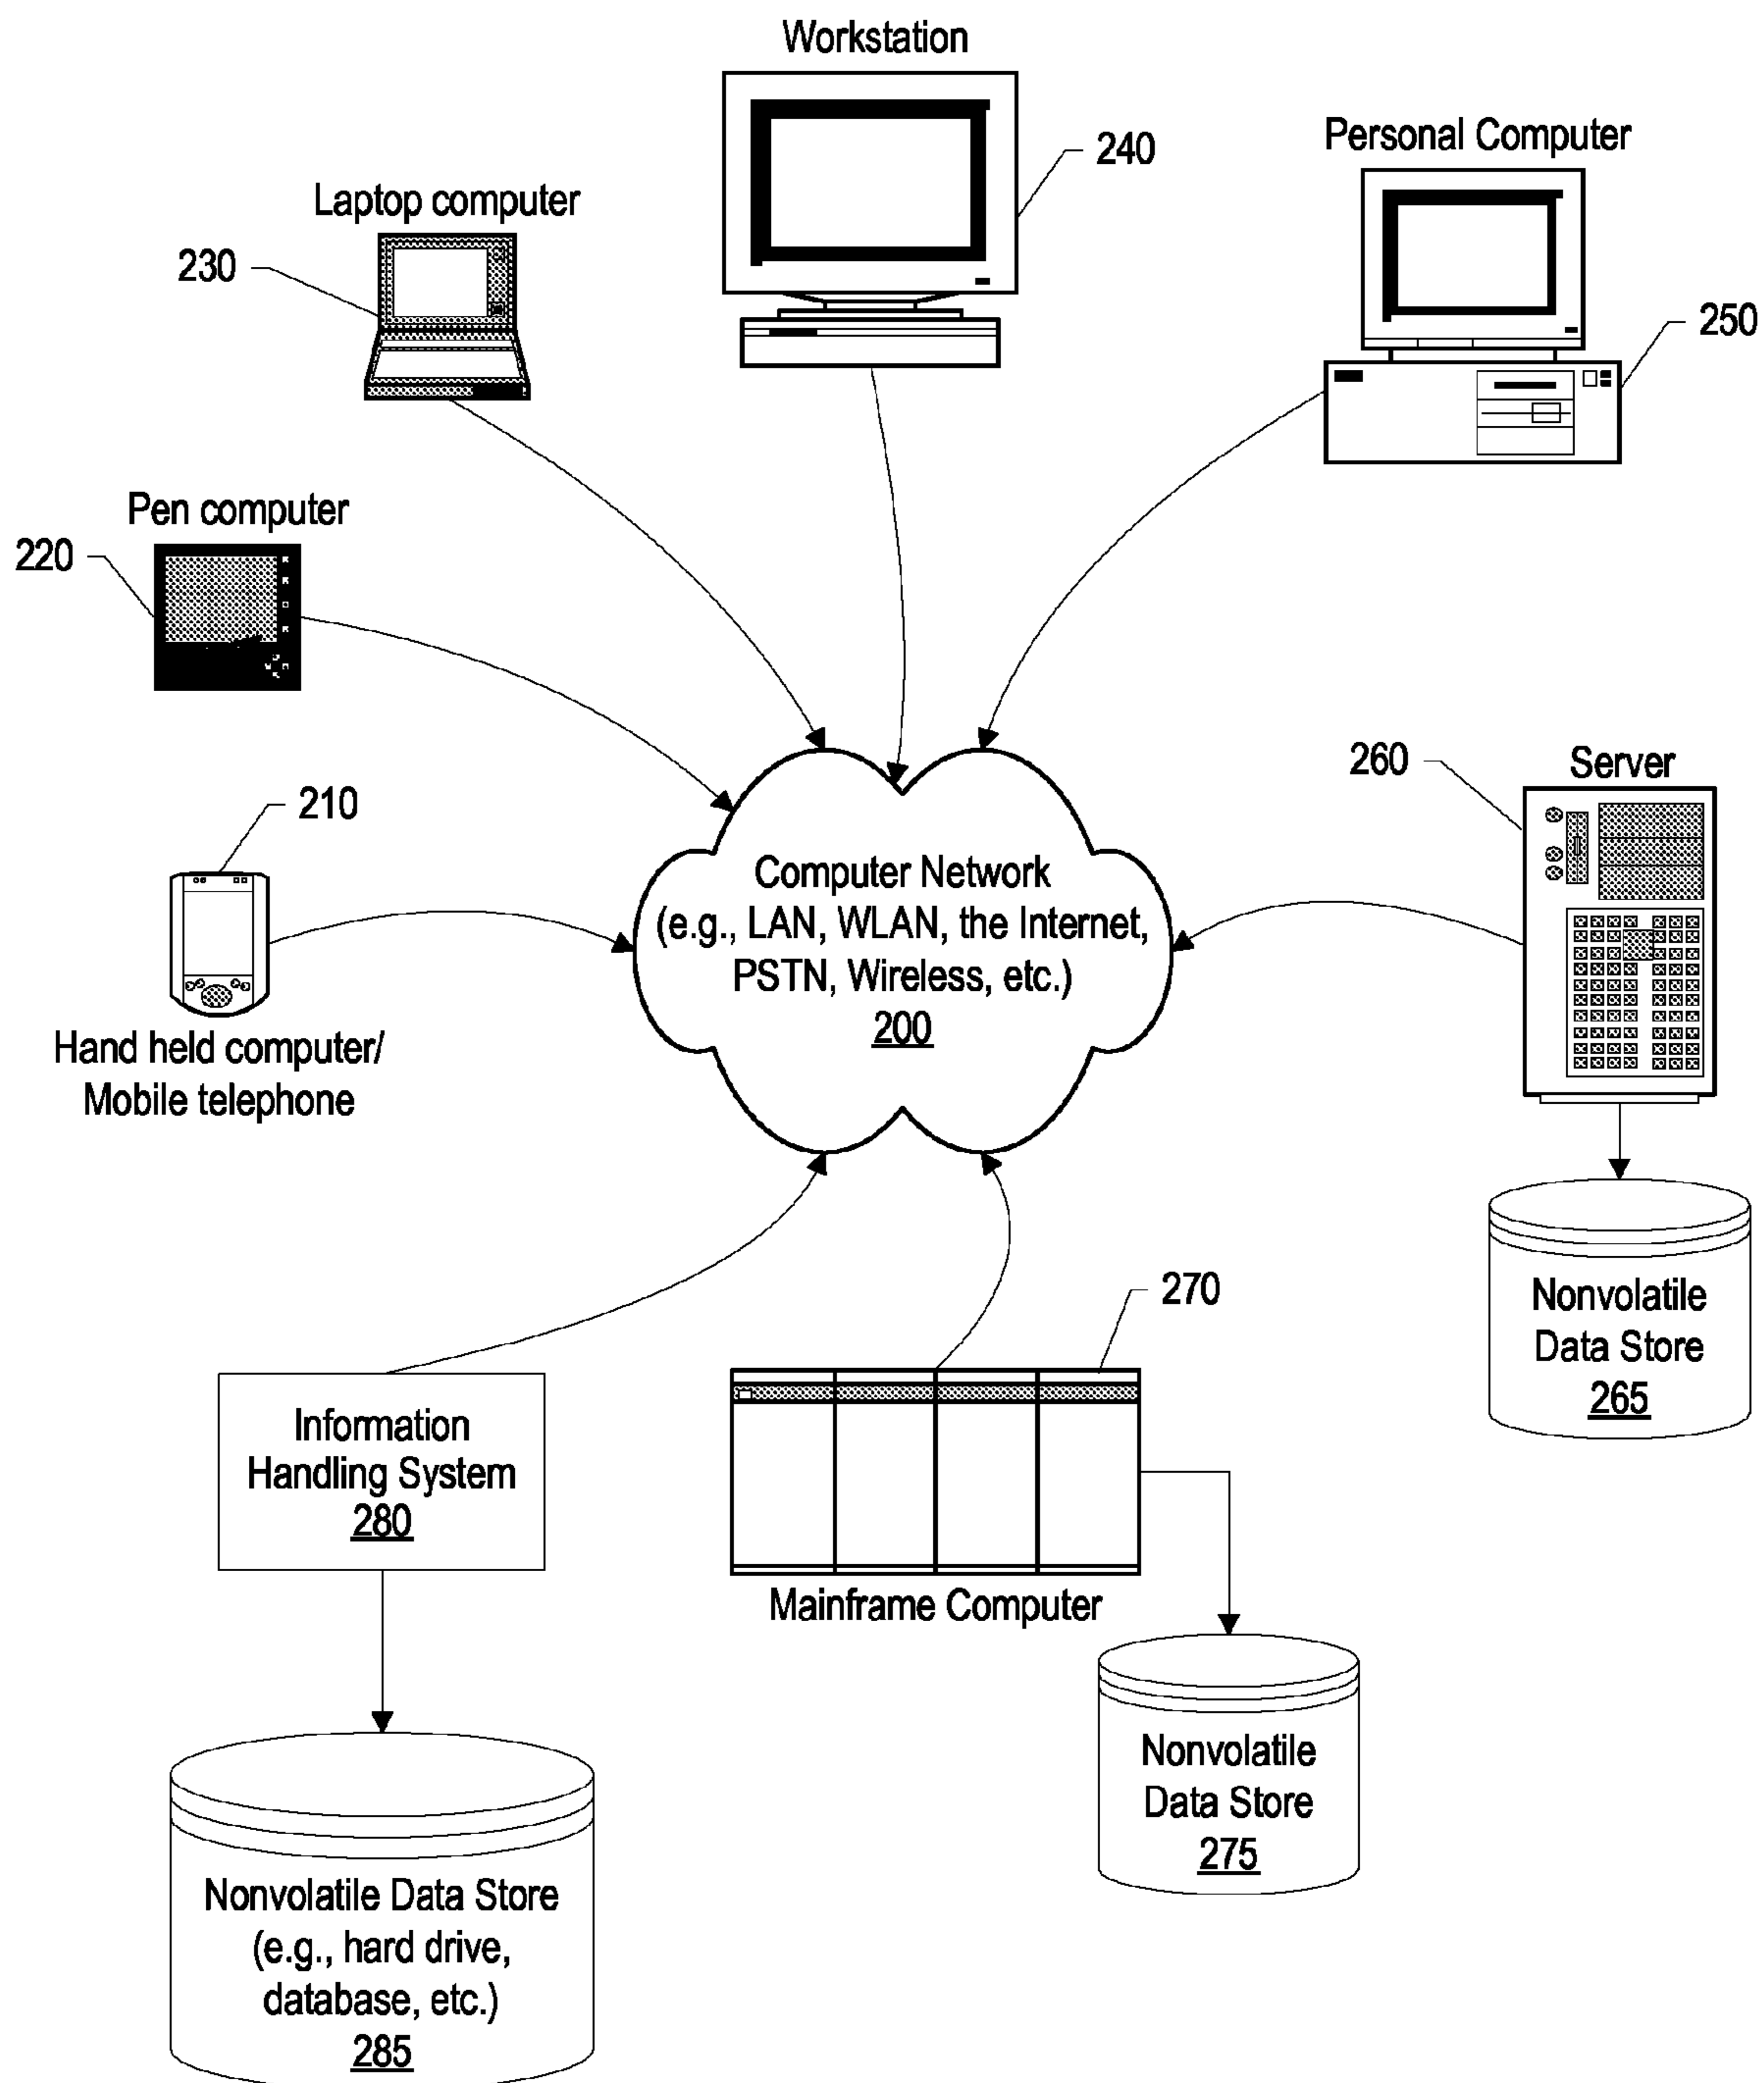 Workstation
240
Personal Computer
250
Laptop computer
230
Pen computer
220
210
Hand held computer/
Mobile telephone
260
Server
Computer Network
(e.g., LAN, WLAN, the Internet,
PSTN, Wireless, etc.)
200
Nonvolatile
Data Store
265
270
Mainframe Computer
Information
Handling System
280
Nonvolatile
Data Store
275
Nonvolatile Data Store
(e.g., hard drive,
database, etc.)
285